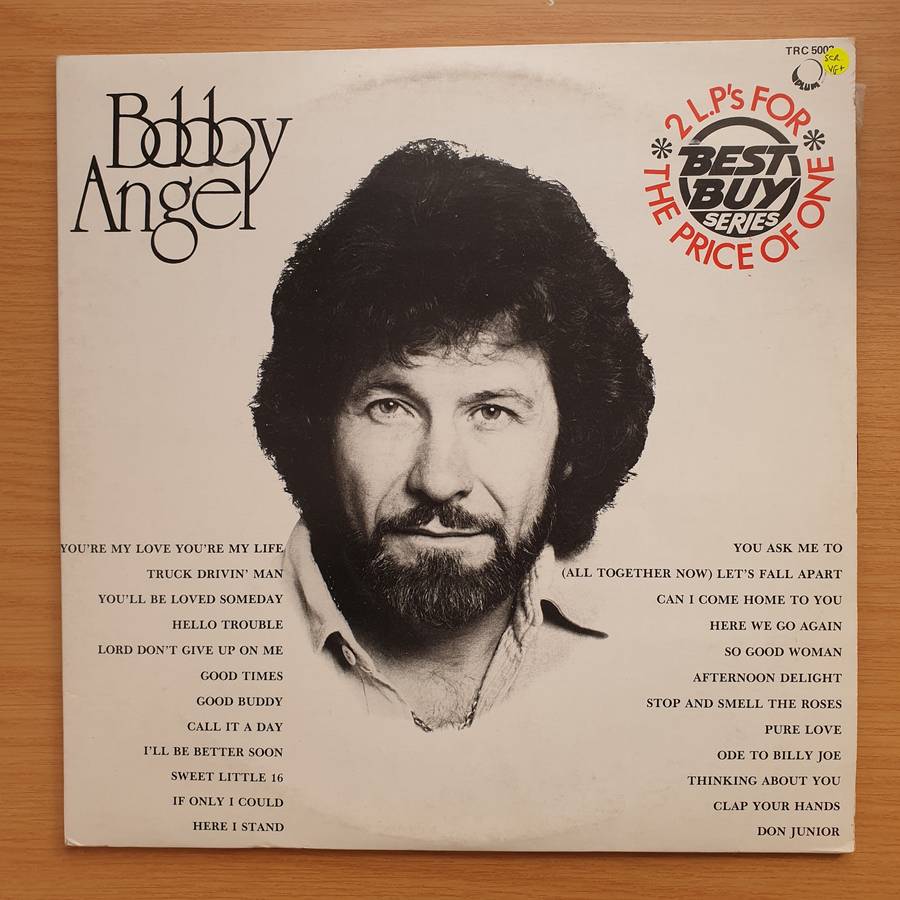 Bobby
Angel
TRC 5002
SCR
VG+
PLUM
* 2 L.P's FOR *
THE PRICE OF ONE
BEST
BUY
SERIES
YOU'RE MY LOVE YOU'RE MY LIFE
TRUCK DRIVIN' MAN
YOU'LL BE LOVED SOMEDAY
HELLO TROUBLE
LORD DON'T GIVE UP ON ME
GOOD TIMES
GOOD BUDDY
CALL IT A DAY
I'LL BE BETTER SOON
SWEET LITTLE 16
IF ONLY I COULD
HERE I STAND
YOU ASK ME TO
(ALL TOGETHER NOW) LET'S FALL APART
CAN I COME HOME TO YOU
HERE WE GO AGAIN
SO GOOD WOMAN
AFTERNOON DELIGHT
STOP AND SMELL THE ROSES
PURE LOVE
ODE TO BILLY JOE
THINKING ABOUT YOU
CLAP YOUR HANDS
DON JUNIOR